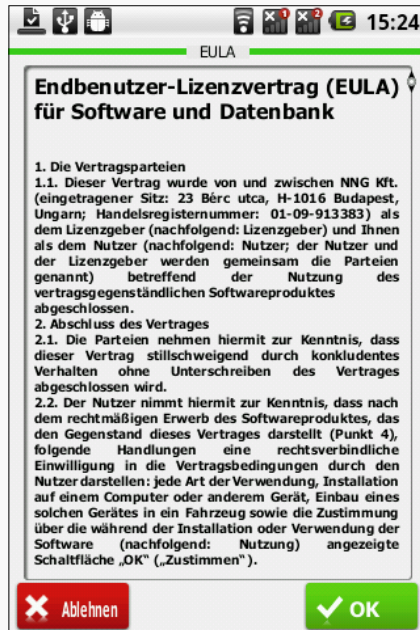 15:24
EULA
Endbenutzer-Lizenzvertrag (EULA)
für Software und Datenbank
1. Die Vertragsparteien
1.1. Dieser Vertrag wurde von und zwischen NNG Kft.
(eingetragener Sitz: 23 Bérc utca, H-1016 Budapest,
Ungarn; Handelsregisternummer: 01-09-913383) als
dem Lizenzgeber (nachfolgend: Lizenzgeber) und Ihnen
als dem Nutzer (nachfolgend: Nutzer; der Nutzer und
der Lizenzgeber werden gemeinsam die Parteien
genannt) betreffend der Nutzung des
vertragsgegenständlichen Softwareproduktes
abgeschlossen.
2. Abschluss des Vertrages
2.1. Die Parteien nehmen hiermit zur Kenntnis, dass
dieser Vertrag stillschweigend durch konkludentes
Verhalten ohne Unterschreiben des Vertrages
abgeschlossen wird.
2.2. Der Nutzer nimmt hiermit zur Kenntnis, dass nach
dem rechtmäßigen Erwerb des Softwareproduktes, das
den Gegenstand dieses Vertrages darstellt (Punkt 4),
folgende Handlungen eine rechtsverbindliche
Einwilligung in die Vertragsbedingungen durch den
Nutzer darstellen: jede Art der Verwendung, Installation
auf einem Computer oder anderem Gerät, Einbau eines
solchen Gerätes in ein Fahrzeug sowie die Zustimmung
über die während der Installation oder Verwendung der
Software (nachfolgend: Nutzung) angezeigte
Schaltfläche „OK“ („Zustimmen“).
Ablehnen
OK